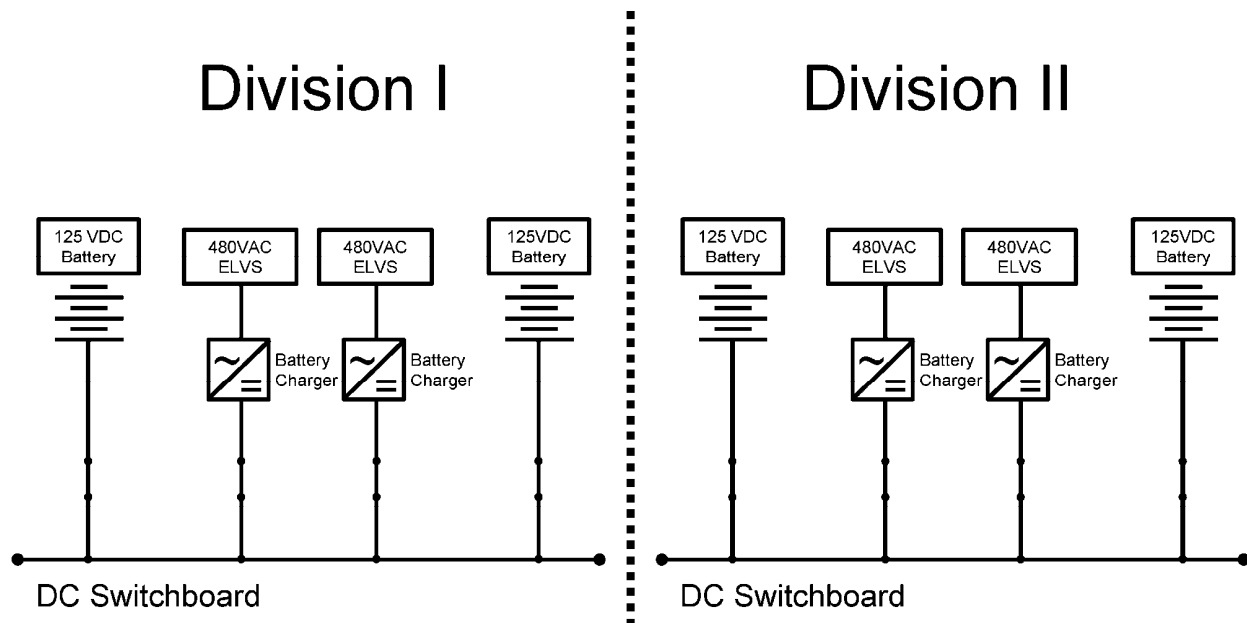 Division I
Division II
125 VDC
Battery
480VAC
ELVS
480VAC
ELVS
125VDC
Battery
125 VDC
Battery
480VAC
ELVS
480VAC
ELVS
125VDC
Battery
Battery
Charger
Battery
Charger
Battery
Charger
Battery
Charger
DC Switchboard
DC Switchboard